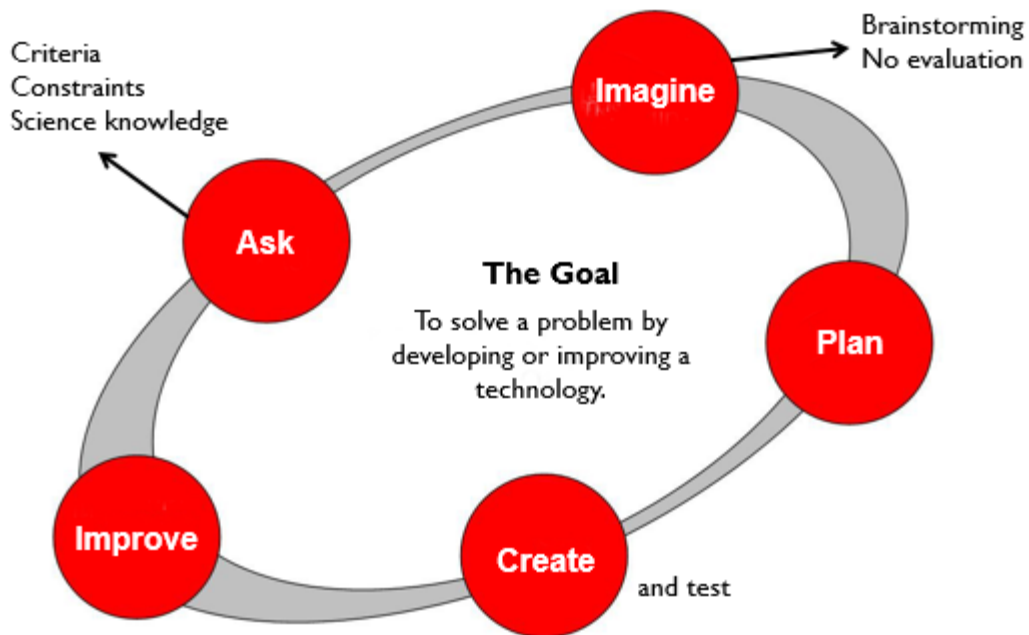 Criteria
Constraints
Science knowledge
Brainstorming
No evaluation
Imagine
Ask
The Goal
To solve a problem by
developing or improving a
technology.
Plan
Improve
Create
and test